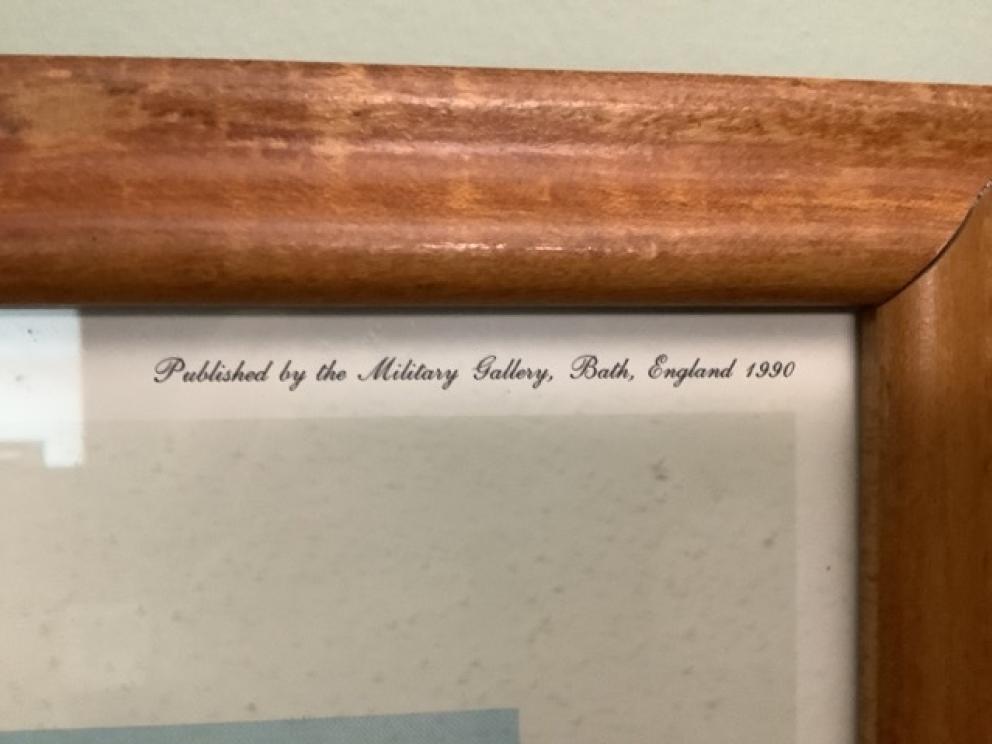 Published by the Military Gallery, Bath, England 1990